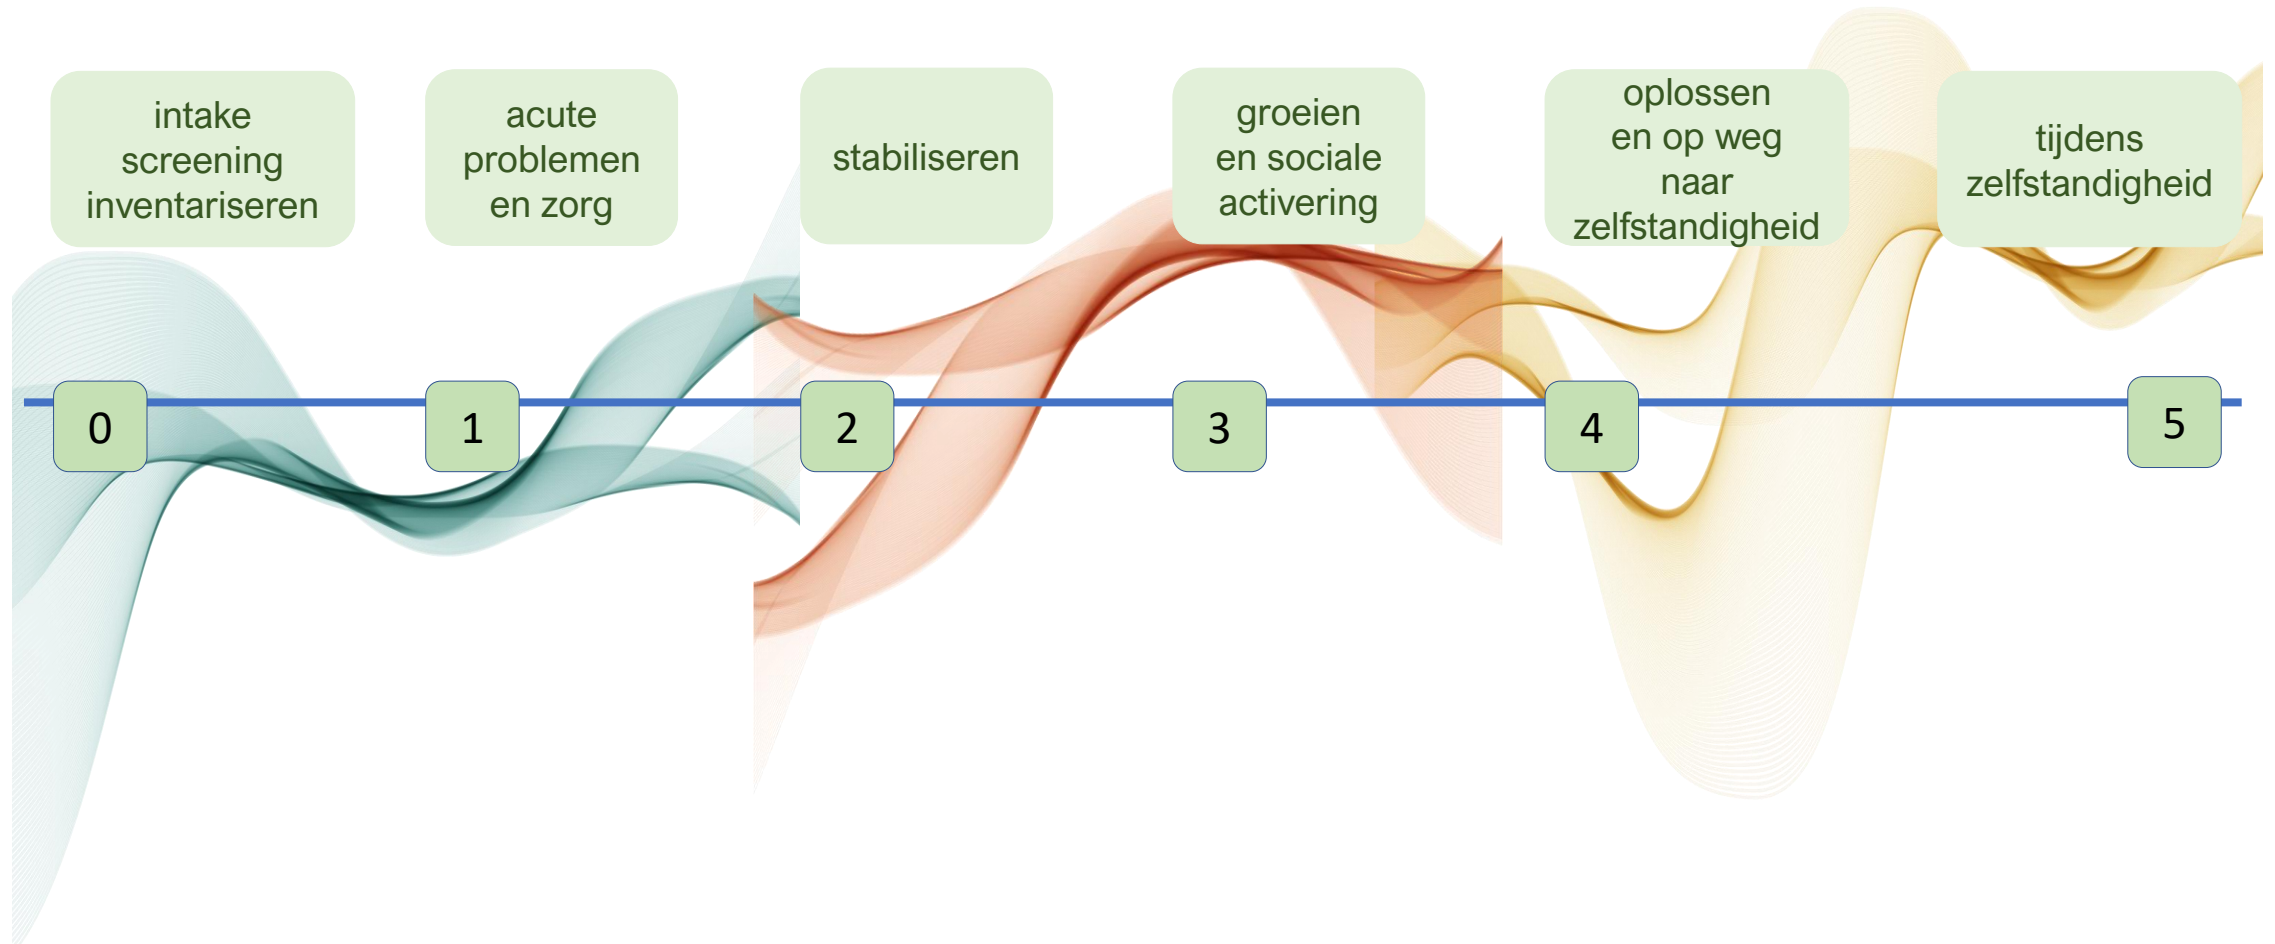 intake
screening
inventariseren
acute
problemen
en zorg
stabiliseren
groeien
en sociale
activering
oplossen
en op weg
naar
zelfstandigheid
tijdens
zelfstandigheid
0
1
2
3
4
5